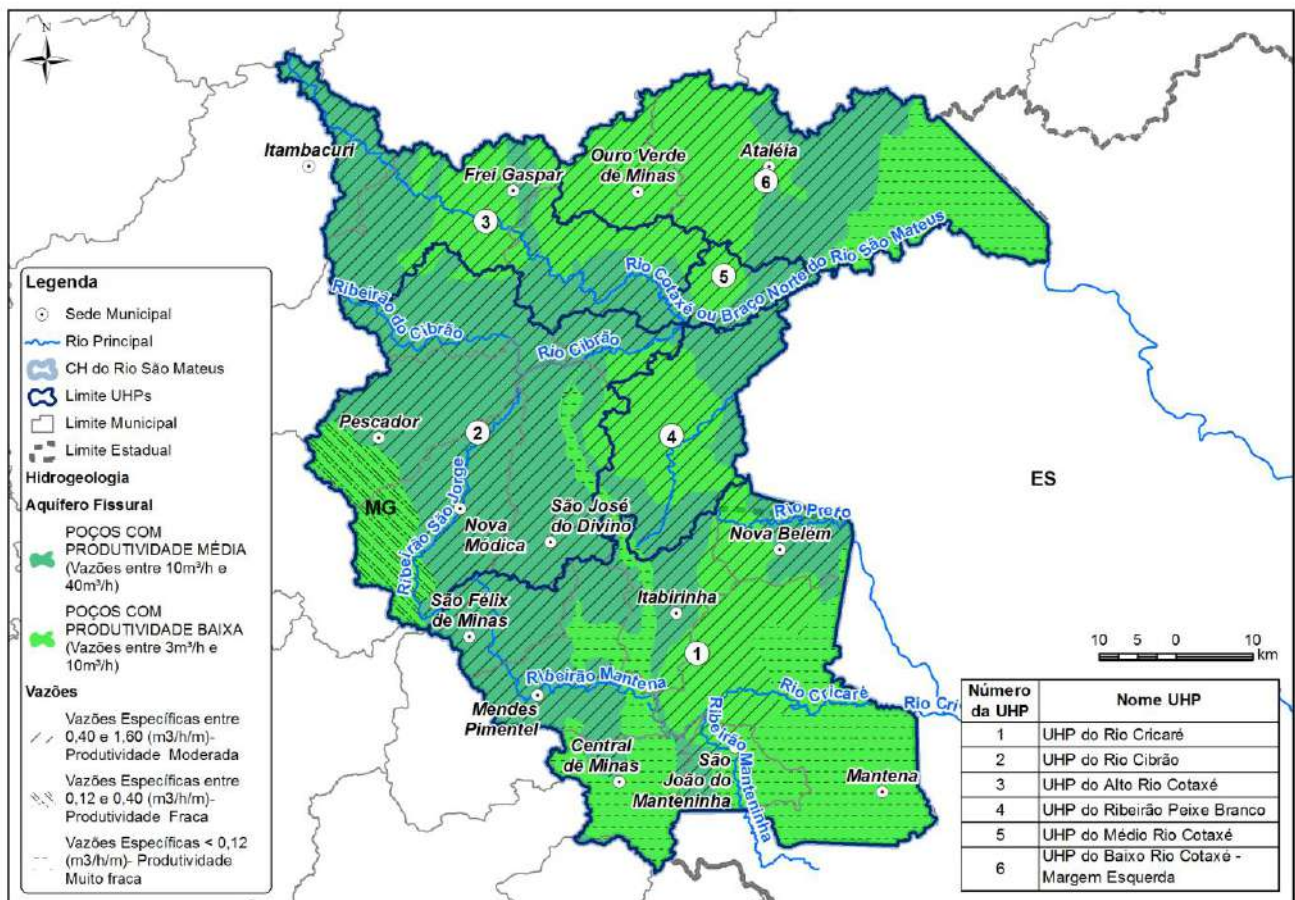 N
Itambacuri
Frei Gaspar
Ouro Verde
de Minas
Ataléia
6
3
5
Rio Cotaxé ou Braço Norte do Rio São Mateus
Ribeirão do Cibrão
Rio Cibrão
Pescador
2
4
MG
ES
Ribeirão São Jorge
Nova
Módica
São José
do Divino
Rio Preto
Nova Belém
São Félix
de Minas
Itabirinha
1
Ribeirão Mantena
Rio Cricaré
Rio Cri
Mendes
Pimentel
Ribeirão Manteninha
Central
de Minas
São
João do
Manteninha
Mantena
10 5 0 10
km
Legenda
Sede Municipal
Rio Principal
CH do Rio São Mateus
Limite UHPs
Limite Municipal
Limite Estadual
Hidrogeologia
Aquífero Fissural
POÇOS COM
PRODUTIVIDADE MÉDIA
(Vazões entre 10m³/h e
40m³/h)
POÇOS COM
PRODUTIVIDADE BAIXA
(Vazões entre 3m³/h e
10m³/h)
Vazões
Vazões Específicas entre
0,40 e 1,60 (m3/h/m)-
Produtividade Moderada
Vazões Específicas entre
0,12 e 0,40 (m3/h/m)-
Produtividade Fraca
Vazões Específicas < 0,12
(m3/h/m)- Produtividade
Muito fraca
Número
da UHP
Nome UHP
1 UHP do Rio Cricaré
2 UHP do Rio Cibrão
3 UHP do Alto Rio Cotaxé
4 UHP do Ribeirão Peixe Branco
5 UHP do Médio Rio Cotaxé
6 UHP do Baixo Rio Cotaxé -
Margem Esquerda